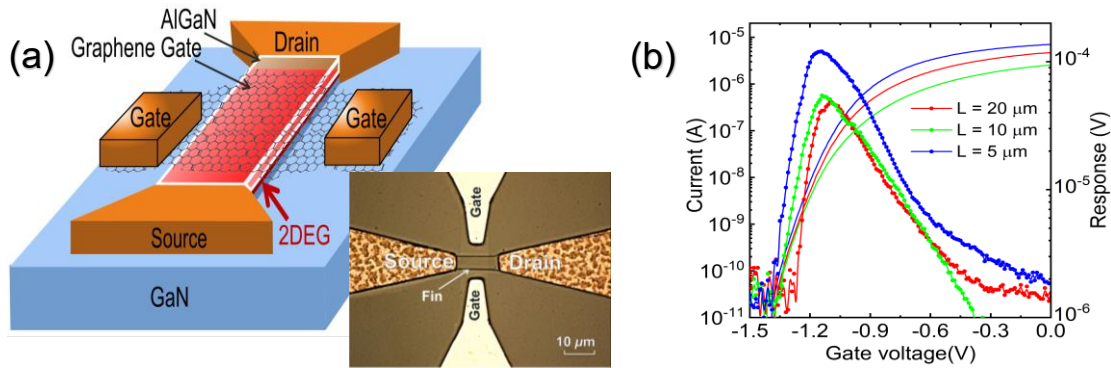 (a)
AlGaN
Graphene Gate
Drain
Gate
Gate
2DEG
Source
GaN
Gate
Source
Drain
Fin
Gate
10 µm
(b)
Current (A)
10⁻⁵
10⁻⁶
10⁻⁷
10⁻⁸
10⁻⁹
10⁻¹⁰
10⁻¹¹
L = 20 µm
L = 10 µm
L = 5 µm
10⁻⁴
10⁻⁵
10⁻⁶
Response (V)
-1.5 -1.2 -0.9 -0.6 -0.3 0.0
Gate voltage(V)